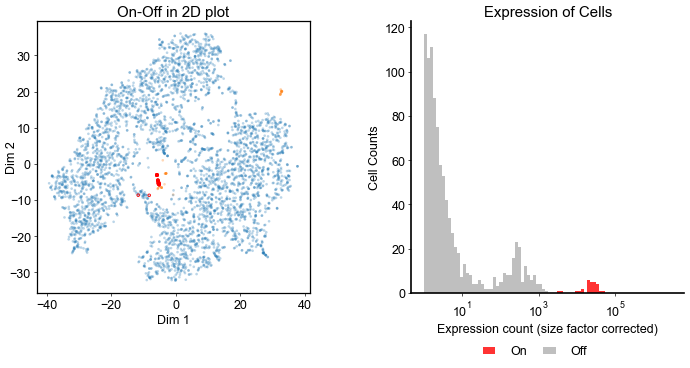 On-Off in 2D plot
Expression of Cells
Dim 2
30
20
10
0
−10
−20
−30
−40
−20
0
20
40
Dim 1
Cell Counts
120
100
80
60
40
20
0
10^1
10^3
10^5
Expression count (size factor corrected)
On
Off